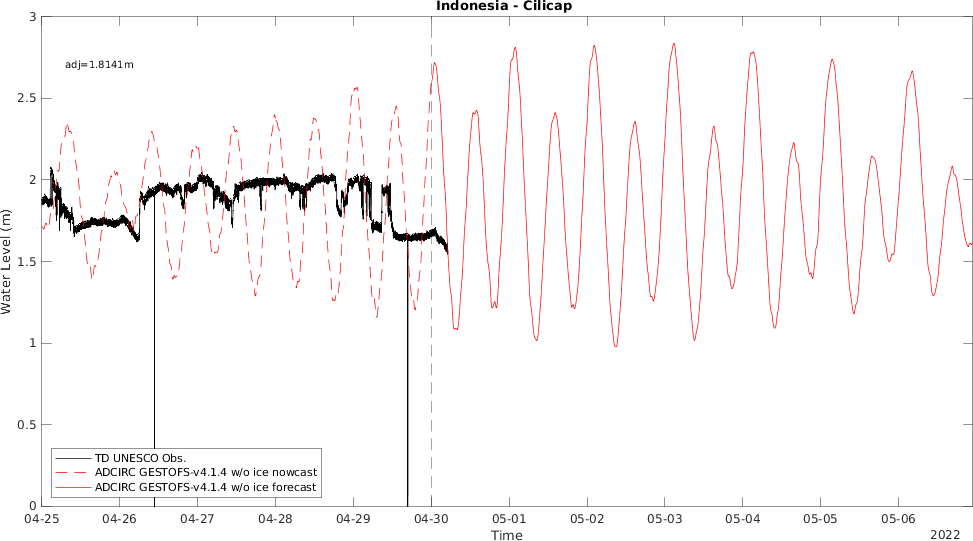 Indonesia - Cilicap
adj=1.8141m
3
2.5
2
1.5
1
0.5
0
Water Level (m)
TD UNESCO Obs.
ADCIRC GESTOFS-v4.1.4 w/o ice nowcast
ADCIRC GESTOFS-v4.1.4 w/o ice forecast
04-25 04-26 04-27 04-28 04-29 04-30 05-01 05-02 05-03 05-04 05-05 05-06
Time
2022